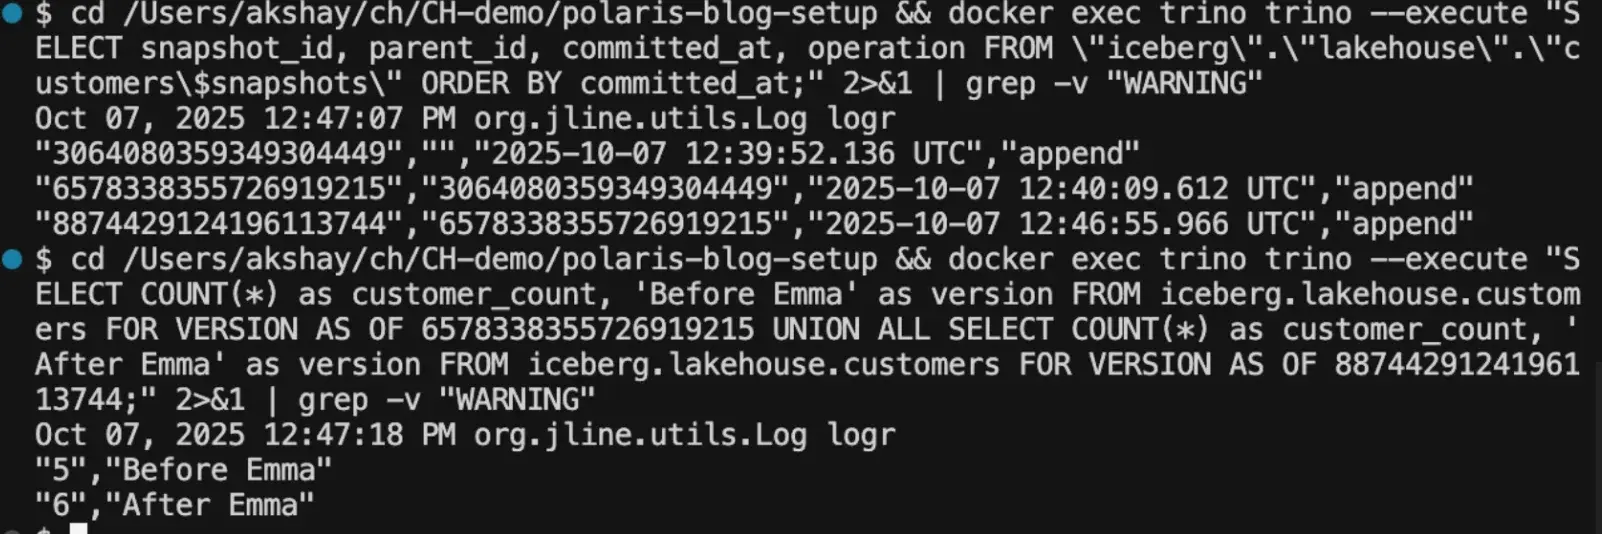 $ cd /Users/akshay/ch/CH-demo/polaris-blog-setup && docker exec trino trino --execute "S
ELECT snapshot_id, parent_id, committed_at, operation FROM \"iceberg\".\"lakehouse\".\"c
ustomers\$snapshots\" ORDER BY committed_at;" 2>&1 | grep -v "WARNING"
Oct 07, 2025 12:47:07 PM org.jline.utils.Log logr
"3064080359349304449","","2025-10-07 12:39:52.136 UTC","append"
"6578338355726919215","3064080359349304449","2025-10-07 12:40:09.612 UTC","append"
"8874429124196113744","6578338355726919215","2025-10-07 12:46:55.966 UTC","append"
$ cd /Users/akshay/ch/CH-demo/polaris-blog-setup && docker exec trino trino --execute "S
ELECT COUNT(*) as customer_count, 'Before Emma' as version FROM iceberg.lakehouse.custom
ers FOR VERSION AS OF 6578338355726919215 UNION ALL SELECT COUNT(*) as customer_count, '
After Emma' as version FROM iceberg.lakehouse.customers FOR VERSION AS OF 88744291241961
13744;" 2>&1 | grep -v "WARNING"
Oct 07, 2025 12:47:18 PM org.jline.utils.Log logr
"5","Before Emma"
"6","After Emma"
$